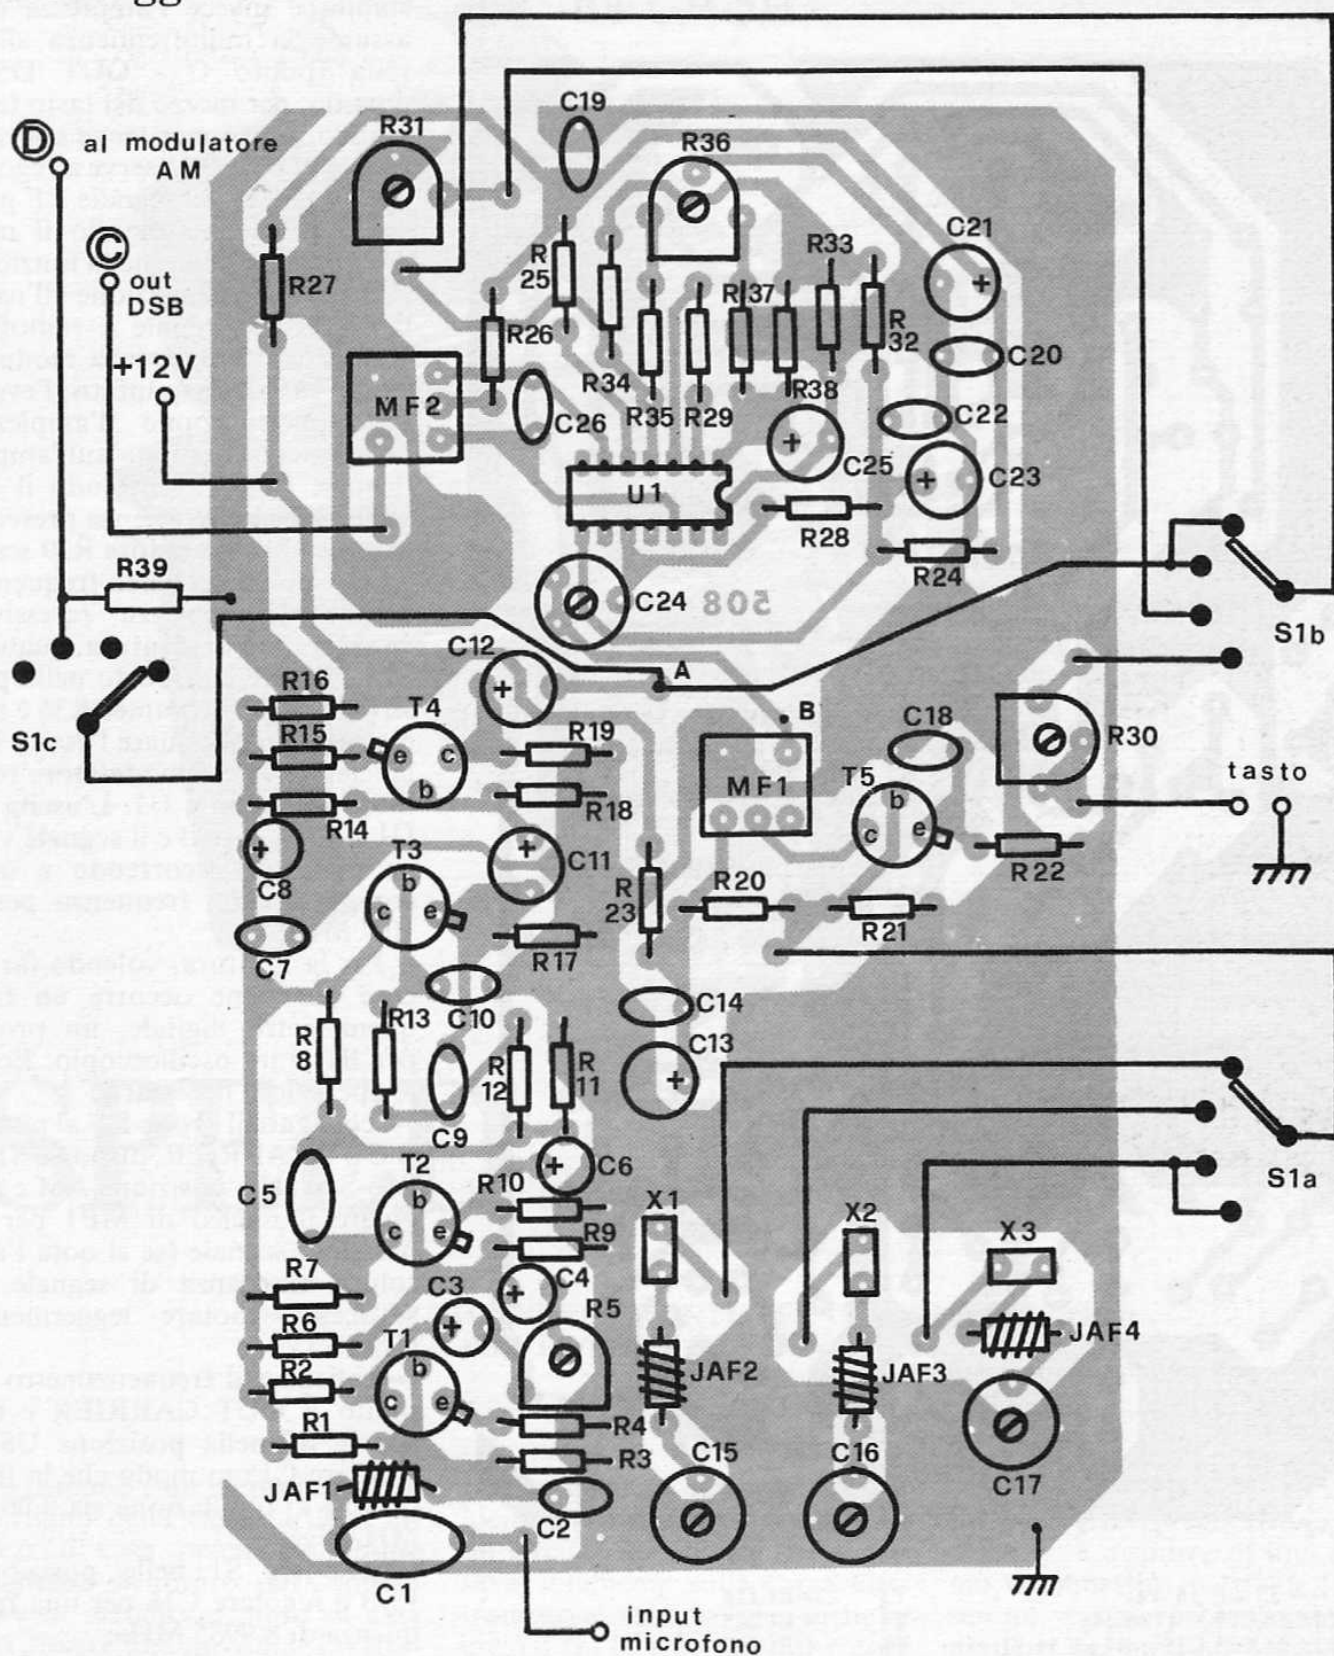 D al modulatore
AM
C out
DSB
+12V
R31
C19
R36
R27
R
25
R26
R33
C21
R37
R
32
C20
MF2
C26
R34
R35
R29
R38
C22
C25
C23
U1
R28
R24
R39
C24
508
S1b
C12
A
R16
T4
S1c
R15
e c
b
R19
B
C18
R30
MF1
T5
b
c e
tasto
R14
R18
C8
T3
b
c e
C11
R
23
R20
R22
R21
C7
R17
C10
C14
R
8
R13
R
12
R
11
C13
C9
C6
C5
T2
b
c e
R10
X1
X2
X3
S1a
R9
R7
C3
C4
R5
R6
T1
b
c e
JAF2
JAF3
JAF4
R2
R1
R4
R3
JAF1
C15
C16
C17
C2
C1
input
microfono